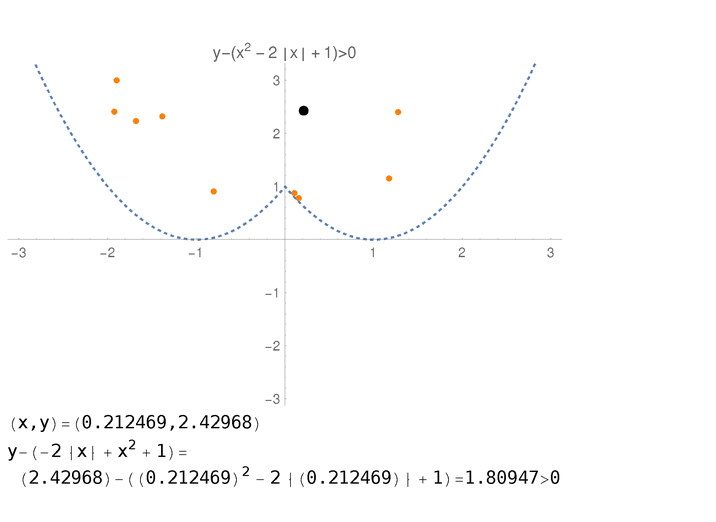 y−(x² − 2 |x| + 1)>0
3
2
1
−3 −2 −1 1 2 3
−1
−2
−3
(x,y)=(0.212469,2.42968)
y−(−2 |x| + x² + 1)=
(2.42968)−((0.212469)² − 2 |(0.212469)| + 1)=1.80947>0